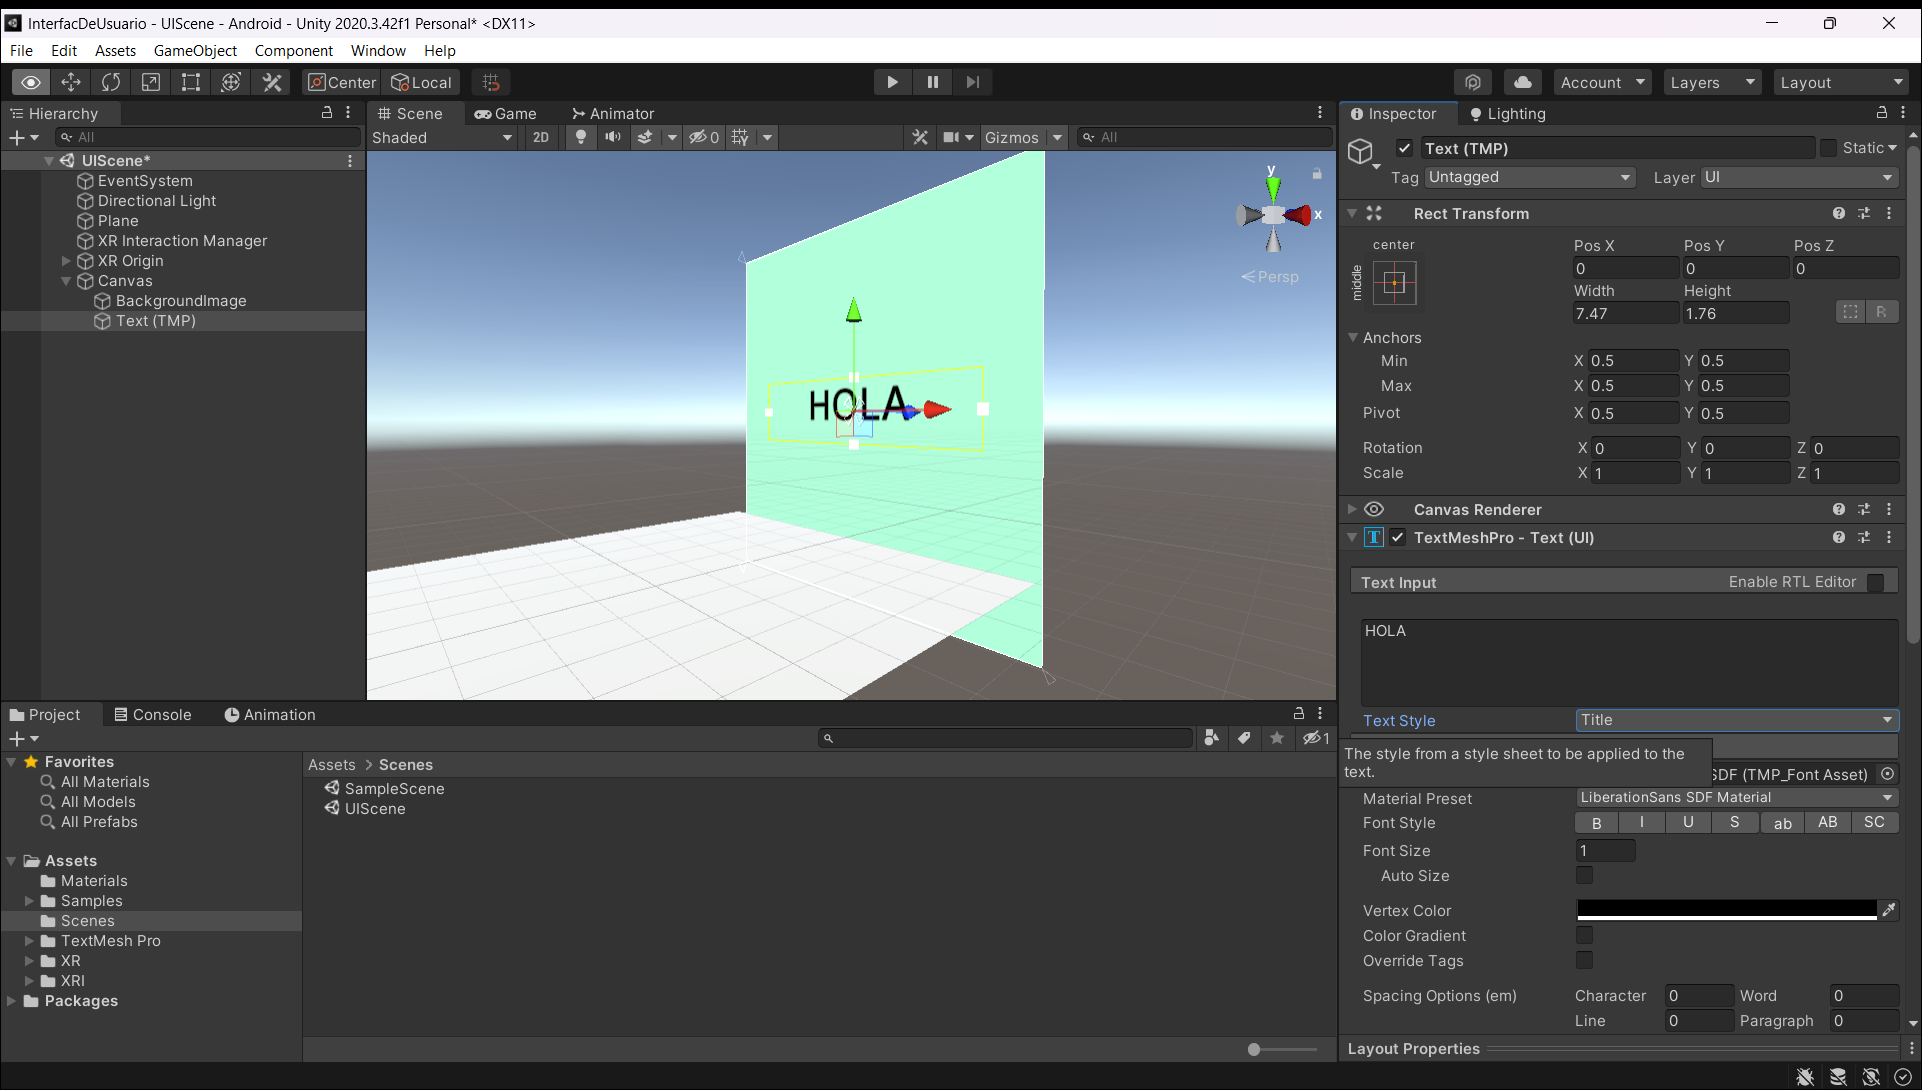 InterfacDeUsuario - UIScene - Android - Unity 2020.3.42f1 Personal* <DX11>
File Edit Assets GameObject Component Window Help
Center Local Account Layers Layout
Hierarchy
All
UIScene*
EventSystem
Directional Light
Plane
XR Interaction Manager
XR Origin
Canvas
BackgroundImage
Text (TMP)
Scene Game Animator
Shaded 2D 0 Gizmos All
y
x
Persp
HOLA
Inspector Lighting
Text (TMP) Static
Tag Untagged Layer UI
Rect Transform
center
middle
Pos X Pos Y Pos Z
0 0 0
Width Height
7.47 1.76 R
Anchors
Min X 0.5 Y 0.5
Max X 0.5 Y 0.5
Pivot X 0.5 Y 0.5
Rotation X 0 Y 0 Z 0
Scale X 1 Y 1 Z 1
Canvas Renderer
TextMeshPro - Text (UI)
Text Input Enable RTL Editor
HOLA
Text Style Title
The style from a style sheet to be applied to the
text.
SDF (TMP_Font Asset)
Material Preset LiberationSans SDF Material
Font Style B I U S ab AB SC
Font Size 1
Auto Size
Vertex Color
Color Gradient
Override Tags
Spacing Options (em) Character 0 Word 0
Line 0 Paragraph 0
Layout Properties
Project Console Animation
1
Favorites
All Materials
All Models
All Prefabs
Assets
Materials
Samples
Scenes
TextMesh Pro
XR
XRI
Packages
Assets > Scenes
SampleScene
UIScene